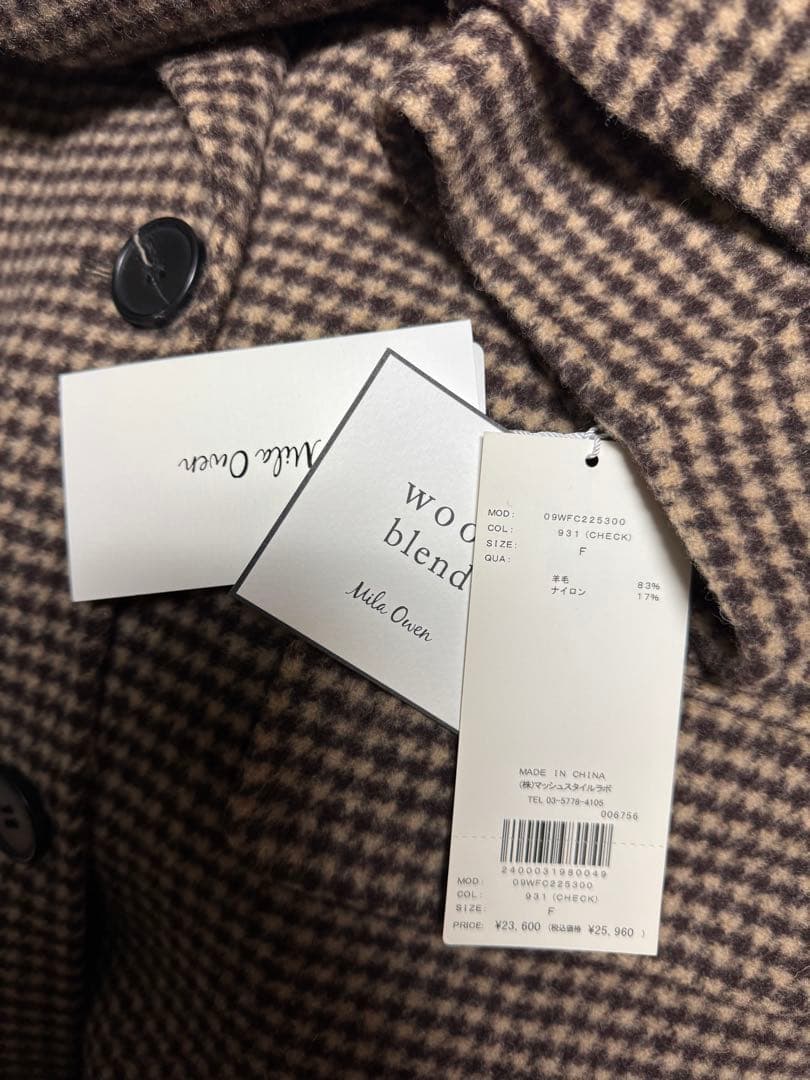 Mila Owen
woo
blend
Mila Owen
MOD: 09WFC225300
COL: 931 (CHECK)
SIZE: F
QUA:
羊毛 83%
ナイロン 17%
MADE IN CHINA
(株)マッシュスタイルラボ
TEL 03-5778-4105
006756
2400031980049
MOD: 09WFC225300
COL: 931 (CHECK)
SIZE: F
PRICE: ¥23,600 (税込価格 ¥25,960 )